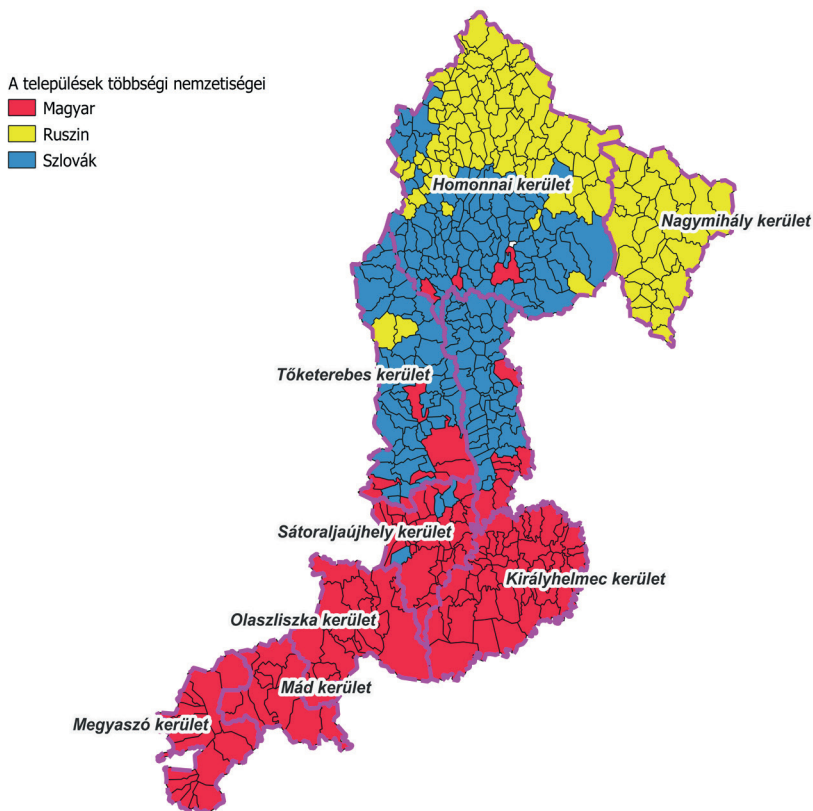 A települések többségi nemzetiségei
Magyar
Ruszin
Szlovák
Homonnai kerület
Nagymihály kerület
Tőketerebes kerület
Sátoraljaújhely kerület
Királyhelmec kerület
Olaszliszka kerület
Mád kerület
Megyaszó kerület